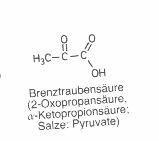 O O
H₃C–C–C
OH
Brenztraubensäure
(2-Oxopropansäure,
α-Ketopropionsäure;
Salze: Pyruvate)